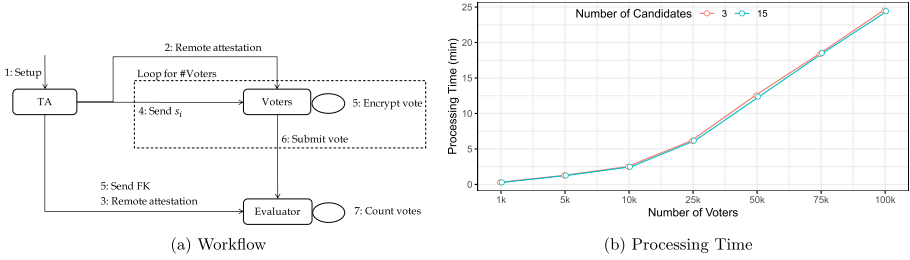 1: Setup
2: Remote attestation
Loop for #Voters
TA
Voters
4: Send s_i
5: Encrypt vote
6: Submit vote
5: Send FK
3: Remote attestation
Evaluator
7: Count votes
(a) Workflow
Number of Candidates 3 15
Processing Time (min)
25
20
15
10
5
0
1k 5k 10k 25k 50k 75k 100k
Number of Voters
(b) Processing Time